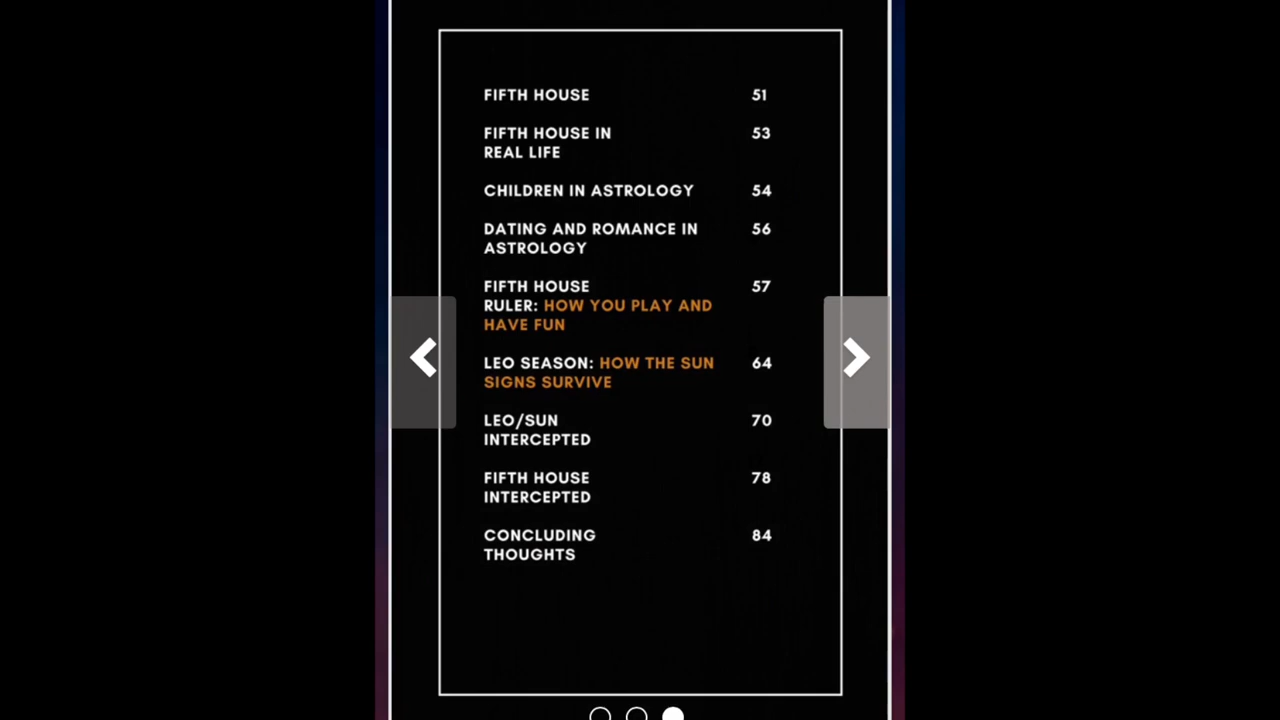 FIFTH HOUSE 51
FIFTH HOUSE IN 53
REAL LIFE
CHILDREN IN ASTROLOGY 54
DATING AND ROMANCE IN 56
ASTROLOGY
FIFTH HOUSE 57
RULER: HOW YOU PLAY AND
HAVE FUN
LEO SEASON: HOW THE SUN 64
SIGNS SURVIVE
LEO/SUN 70
INTERCEPTED
FIFTH HOUSE 78
INTERCEPTED
CONCLUDING 84
THOUGHTS